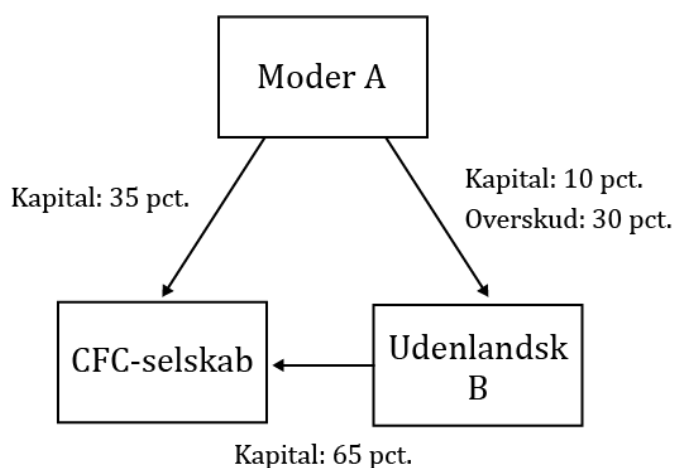 Moder A
Kapital: 35 pct.
Kapital: 10 pct.
Overskud: 30 pct.
CFC-selskab
Udenlandsk
B
Kapital: 65 pct.